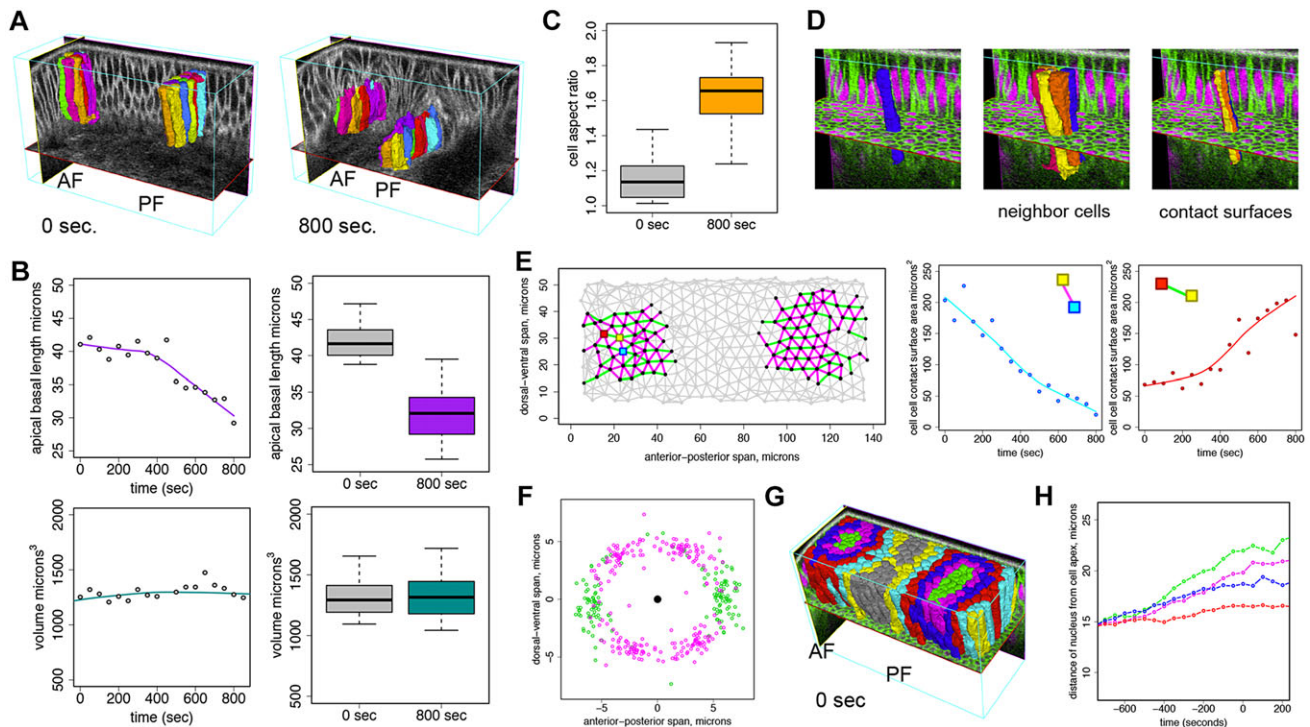 A
AF
PF
0 sec.
AF
PF
800 sec.
B
apical basal length microns
25 30 35 40 45 50
0 200 400 600 800
time (sec)
apical basal length microns
25 30 35 40 45 50
0 sec 800 sec
volume microns³
500 1000 1500 2000
0 200 400 600 800
time (sec)
volume microns³
500 1000 1500 2000
0 sec 800 sec
C
cell aspect ratio
1.0 1.2 1.4 1.6 1.8 2.0
0 sec 800 sec
D
neighbor cells
contact surfaces
E
dorsal-ventral span, microns
0 10 20 30 40 50
0 20 40 60 80 100 120 140
anterior-posterior span, microns
cell cell contact surface area microns²
0 50 100 150 200 250
0 200 400 600 800
time (sec)
cell cell contact surface area microns²
0 50 100 150 200 250
0 200 400 600 800
time (sec)
F
dorsal-ventral span, microns
-5 0 5
-5 0 5
anterior-posterior span, microns
G
AF
PF
0 sec
H
distance of nucleus from cell apex, microns
10 15 20 25
-600 -400 -200 0 200
time (seconds)